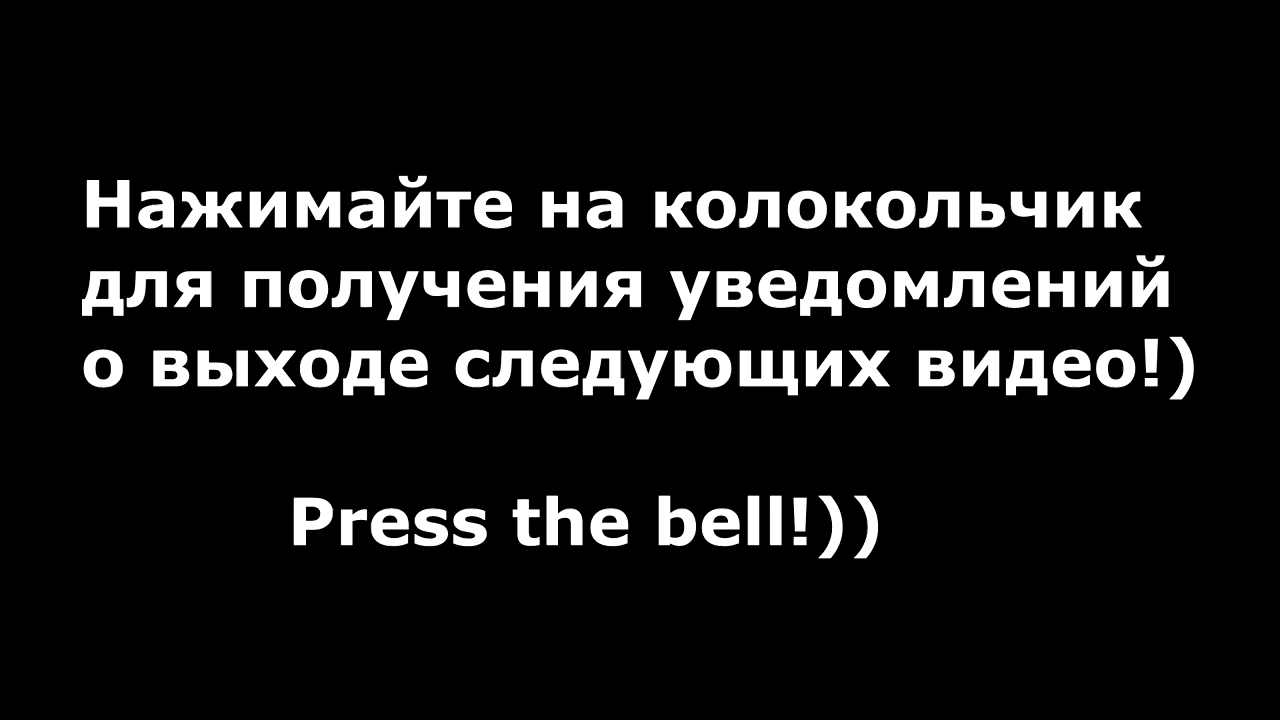 Нажимайте на колокольчик
для получения уведомлений
о выходе следующих видео!)
Press the bell!))